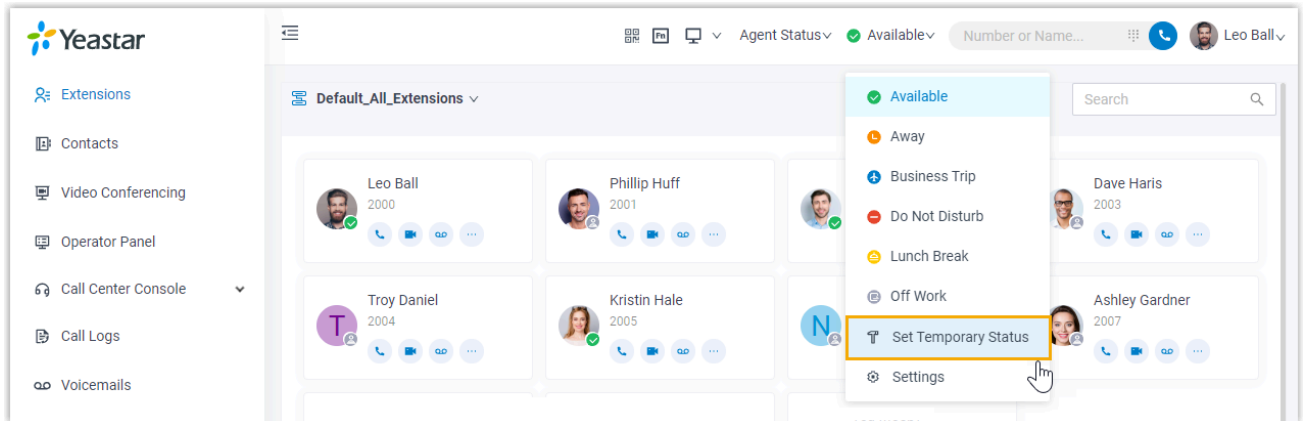 Yeastar
Fn
Agent Status
Available
Number or Name...
Leo Ball
Extensions
Contacts
Video Conferencing
Operator Panel
Call Center Console
Call Logs
Voicemails
Default_All_Extensions
Search
Available
Away
Business Trip
Do Not Disturb
Lunch Break
Off Work
Set Temporary Status
Settings
Leo Ball
2000
Phillip Huff
2001
Dave Haris
2003
T
Troy Daniel
2004
Kristin Hale
2005
N
Ashley Gardner
2007